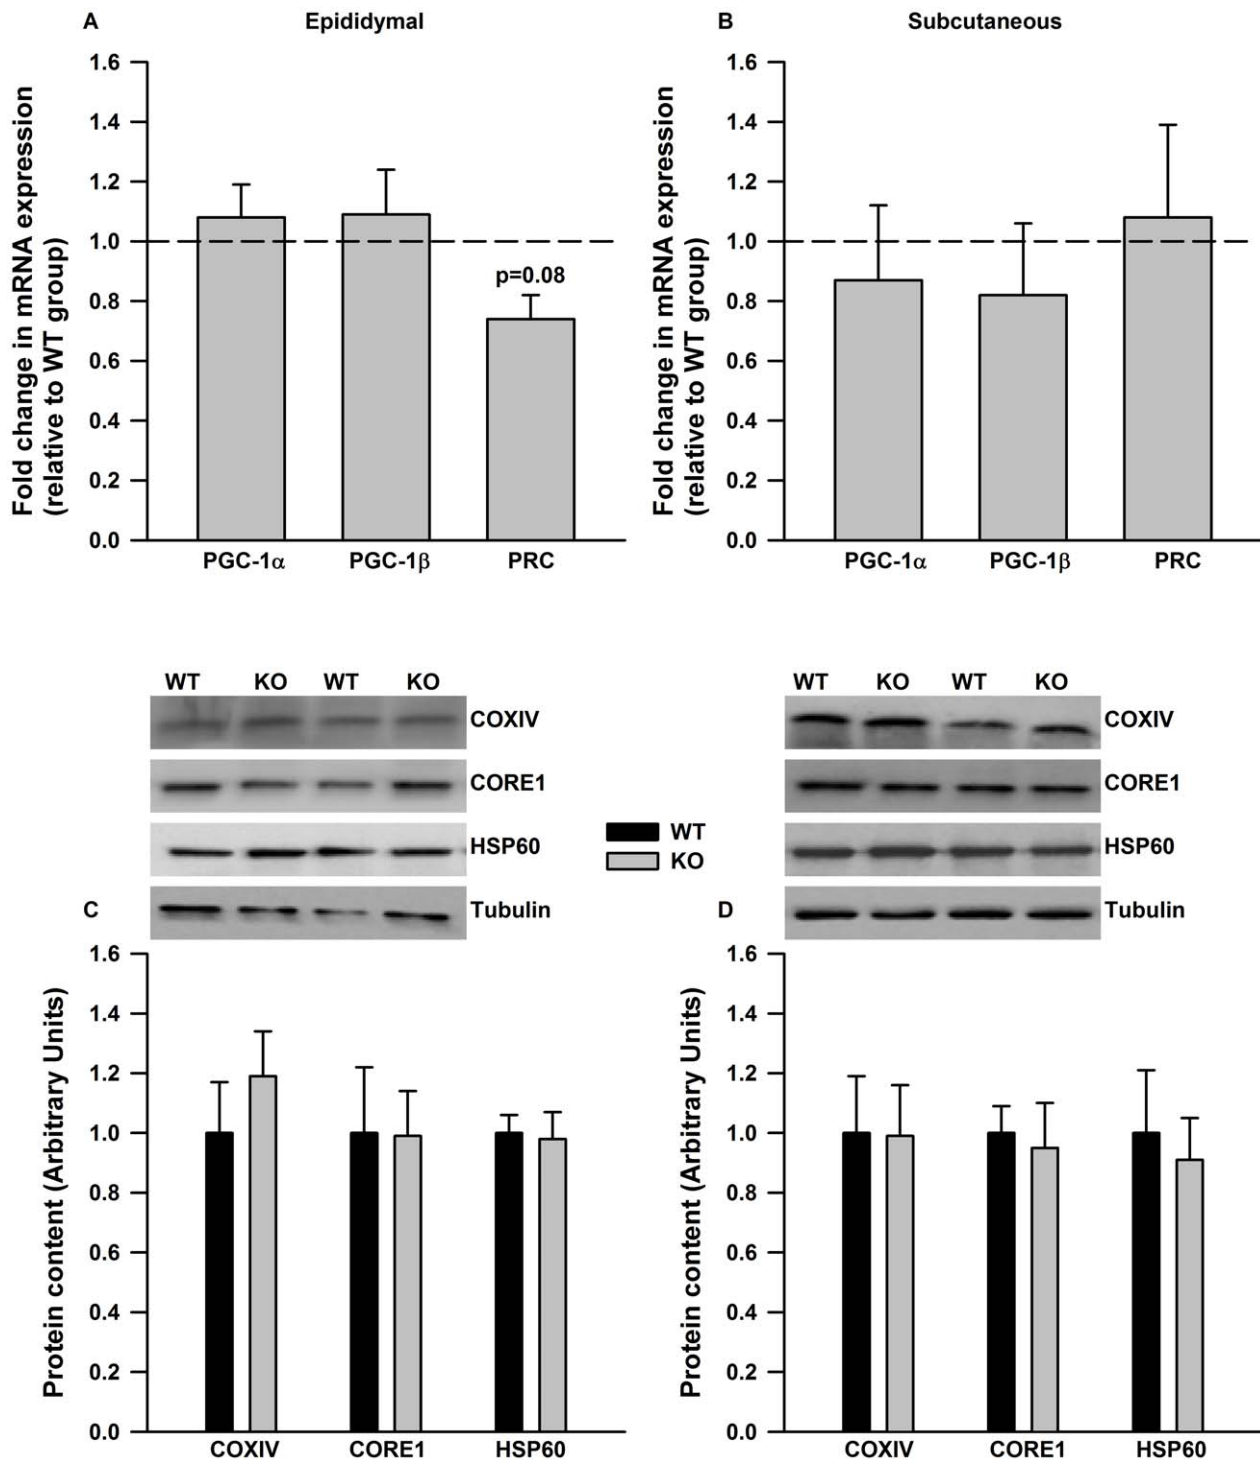 A
Epididymal
Fold change in mRNA expression
(relative to WT group)
1.6
1.4
1.2
1.0
0.8
0.6
0.4
0.2
0.0
p=0.08
PGC-1α
PGC-1β
PRC
B
Subcutaneous
Fold change in mRNA expression
(relative to WT group)
1.6
1.4
1.2
1.0
0.8
0.6
0.4
0.2
0.0
PGC-1α
PGC-1β
PRC
WT KO WT KO
COXIV
CORE1
HSP60
Tubulin
WT
KO
WT KO WT KO
COXIV
CORE1
HSP60
Tubulin
C
Protein content (Arbitrary Units)
1.6
1.4
1.2
1.0
0.8
0.6
0.4
0.2
0.0
COXIV
CORE1
HSP60
D
Protein content (Arbitrary Units)
1.6
1.4
1.2
1.0
0.8
0.6
0.4
0.2
0.0
COXIV
CORE1
HSP60